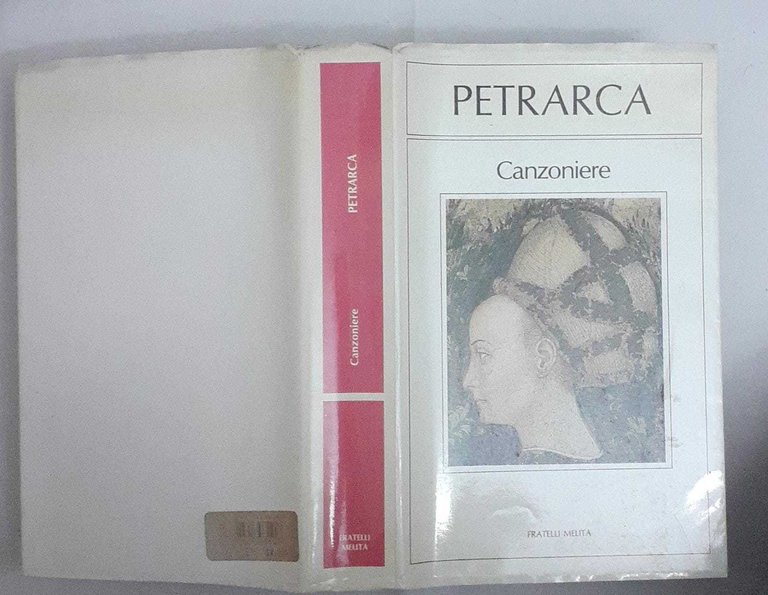 PETRARCA
Canzoniere
FRATELLI MELITA
PETRARCA
Canzoniere
FRATELLI
MELITA